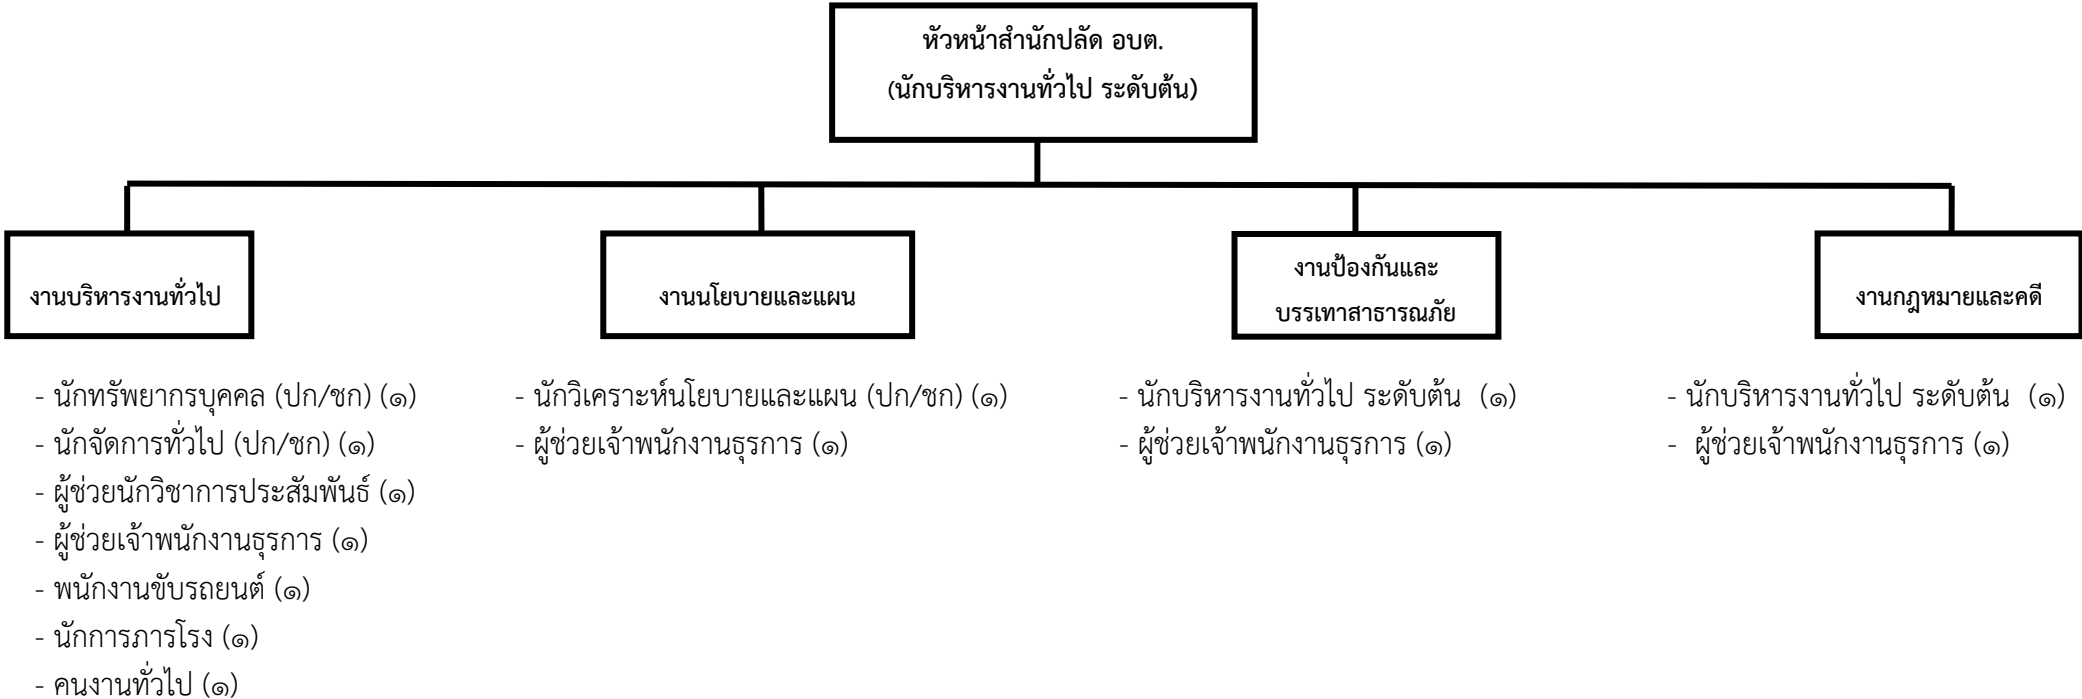 หัวหน้าสำนักปลัด อบต.
(นักบริหารงานทั่วไป ระดับต้น)
งานบริหารงานทั่วไป
งานนโยบายและแผน
งานป้องกันและ
บรรเทาสาธารณภัย
งานกฎหมายและคดี
- นักทรัพยากรบุคคล (ปก/ชก) (๑)
- นักจัดการทั่วไป (ปก/ชก) (๑)
- ผู้ช่วยนักวิชาการประสัมพันธ์ (๑)
- ผู้ช่วยเจ้าพนักงานธุรการ (๑)
- พนักงานขับรถยนต์ (๑)
- นักการภารโรง (๑)
- คนงานทั่วไป (๑)
- นักวิเคราะห์นโยบายและแผน (ปก/ชก) (๑)
- ผู้ช่วยเจ้าพนักงานธุรการ (๑)
- นักบริหารงานทั่วไป ระดับต้น (๑)
- ผู้ช่วยเจ้าพนักงานธุรการ (๑)
- นักบริหารงานทั่วไป ระดับต้น (๑)
- ผู้ช่วยเจ้าพนักงานธุรการ (๑)